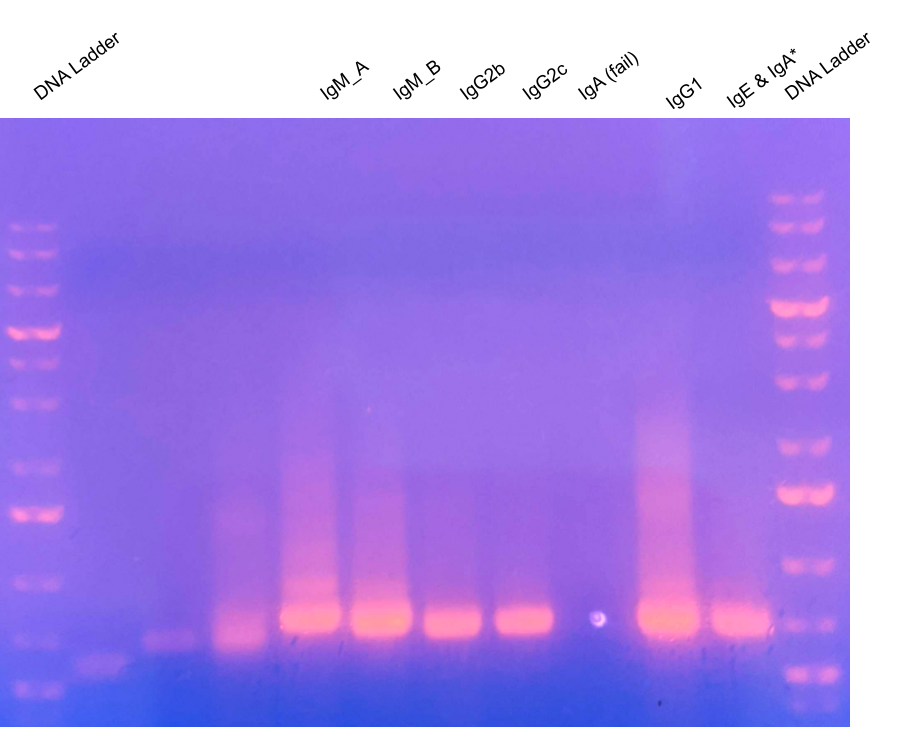 DNA Ladder
IgM_A
IgM_B
IgG2b
IgG2c
IgA (fail)
IgG1
IgE & IgA*
DNA Ladder